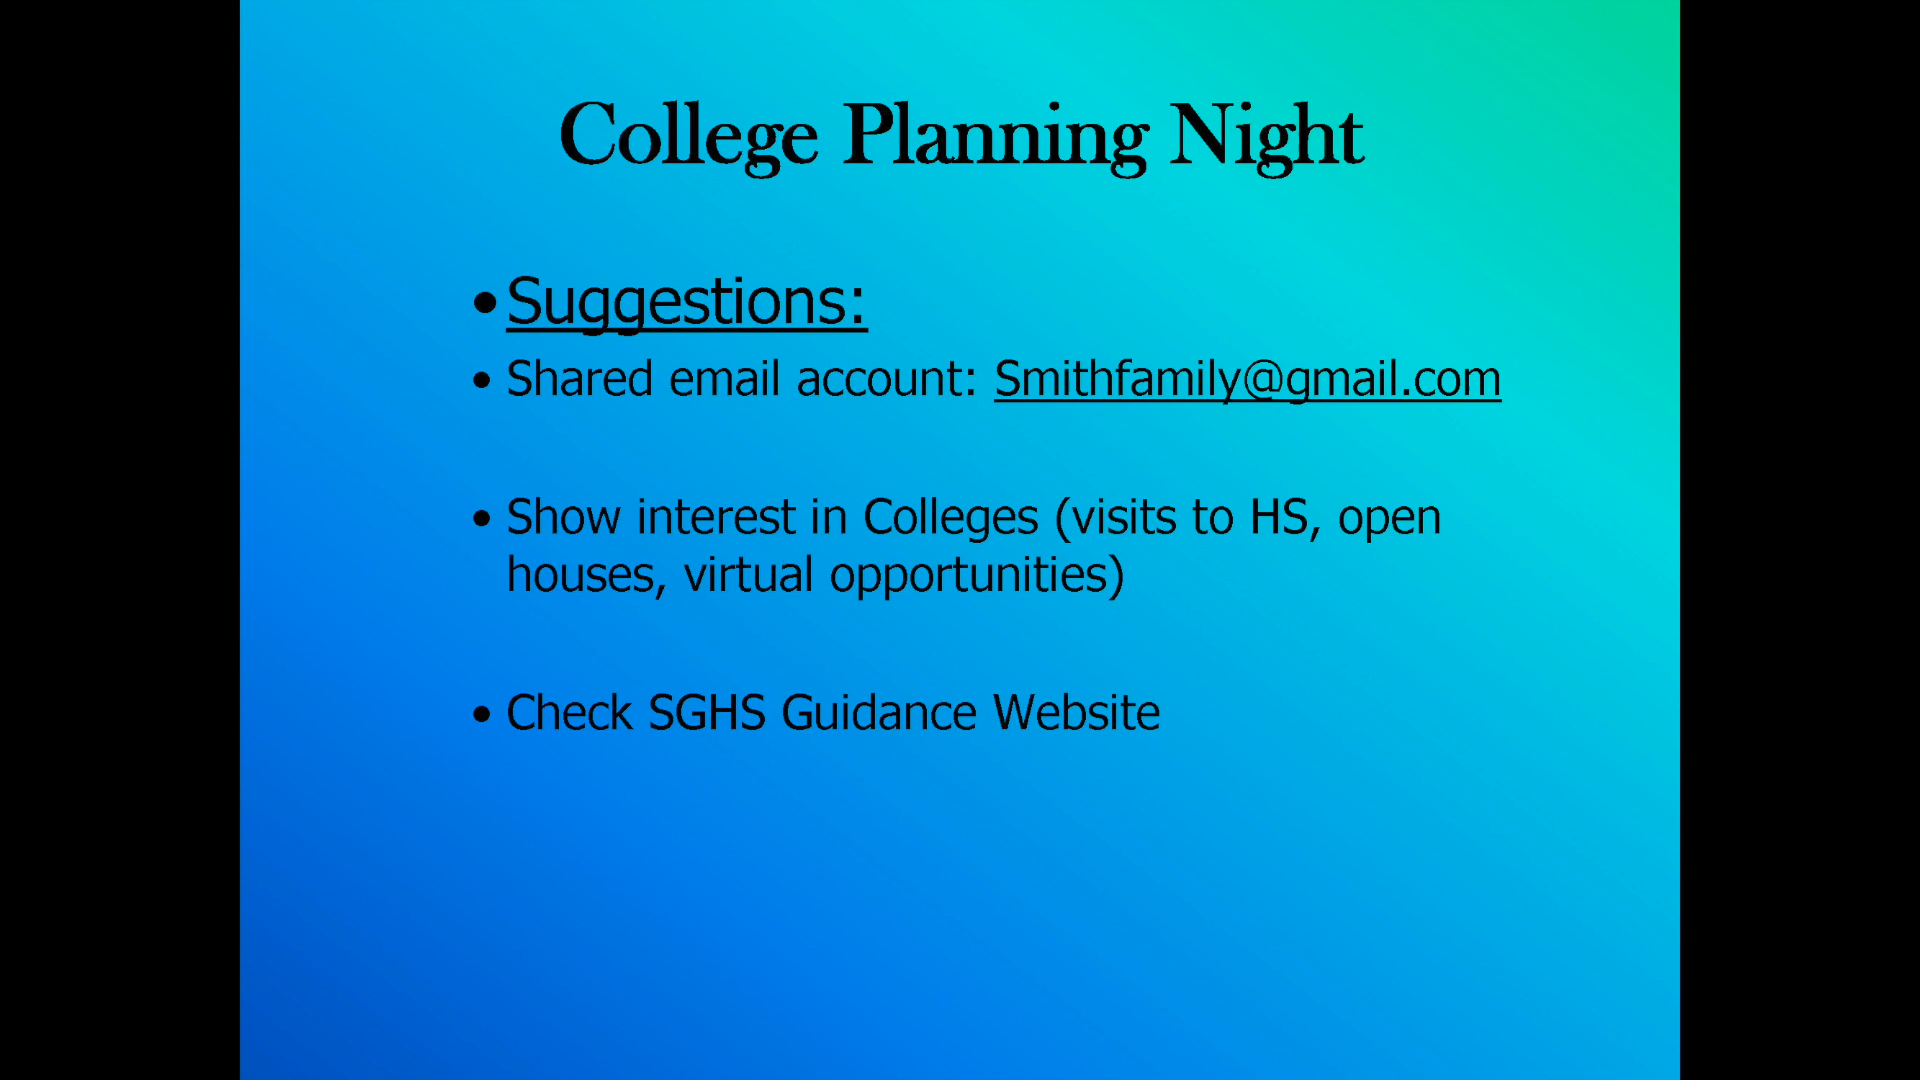 College Planning Night
•Suggestions:
• Shared email account: Smithfamily@gmail.com
• Show interest in Colleges (visits to HS, open
houses, virtual opportunities)
• Check SGHS Guidance Website